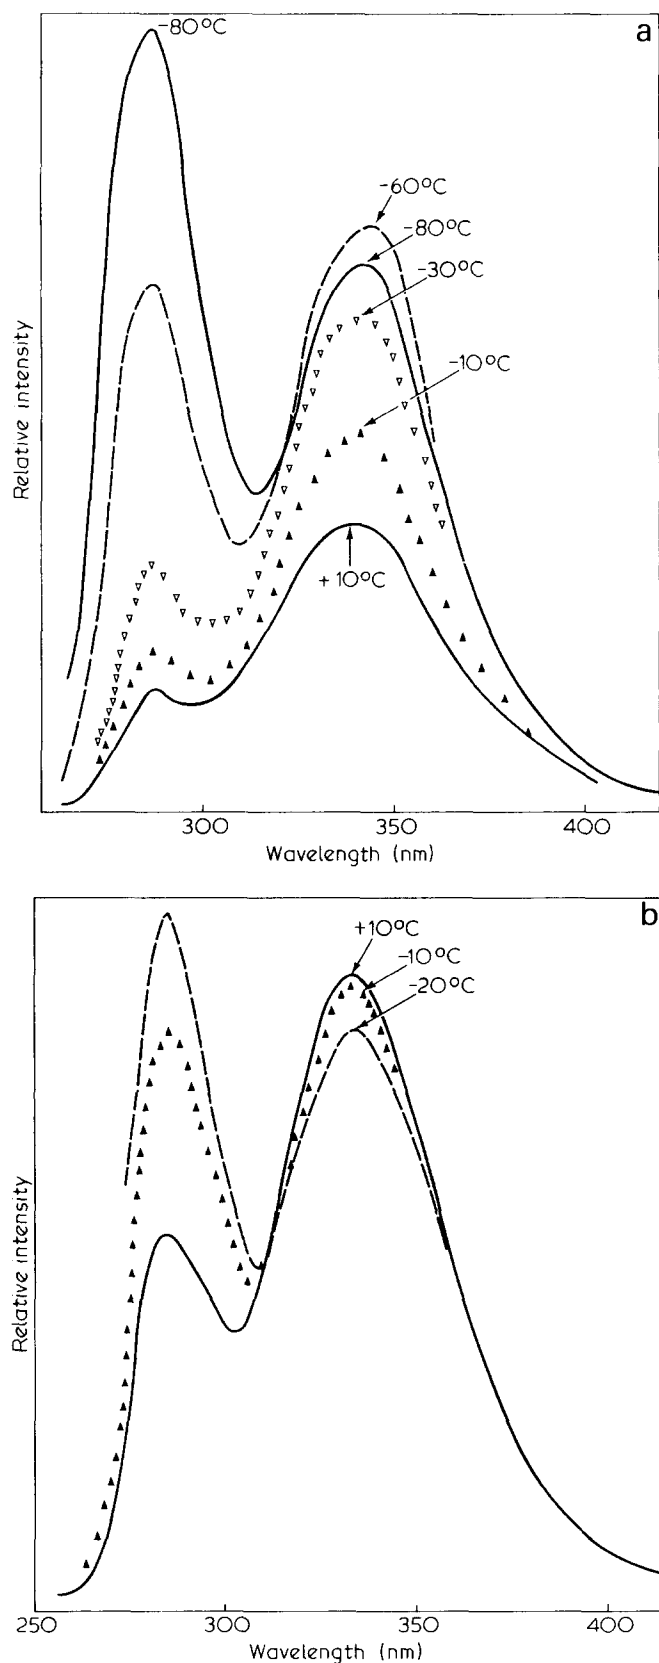 a
-80°C
-60°C
-80°C
-30°C
-10°C
+10°C
Relative intensity
300 350 400
Wavelength (nm)
b
+10°C
-10°C
-20°C
Relative intensity
250 300 350 400
Wavelength (nm)